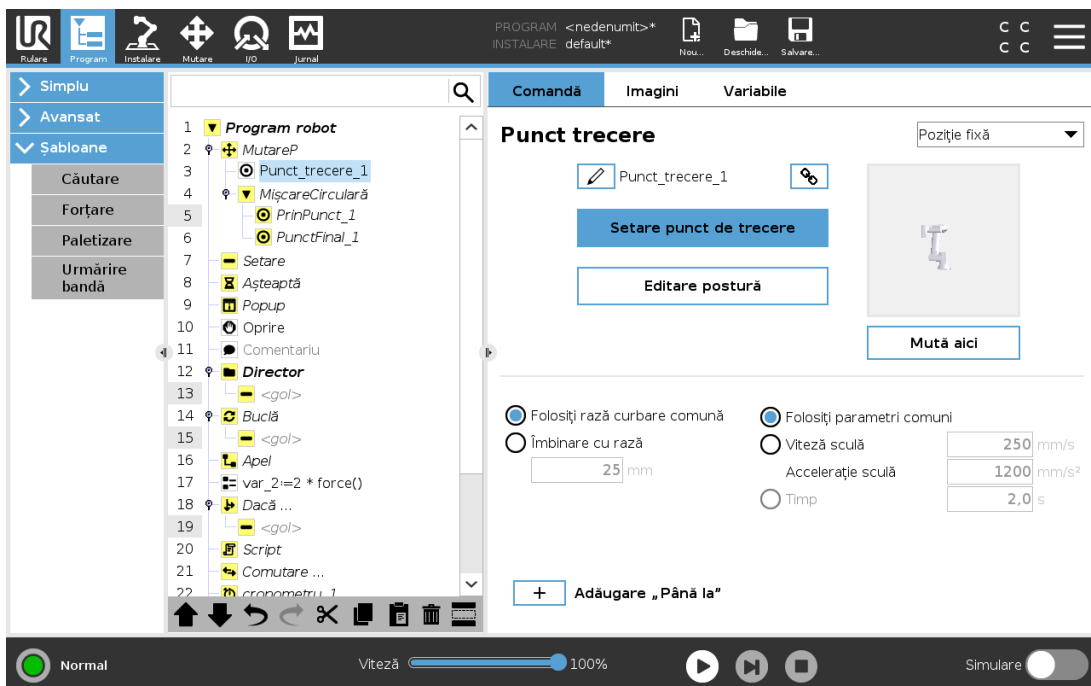 PROGRAM <nedenumit>*
INSTALARE default*
Rulare Program Instalare Mutare I/O Jurnal
Nou... Deschide... Salvare...
C C
C C
Simplu
Avansat
Șabloane
Căutare
Forțare
Paletizare
Urmărire
bandă
1 Program robot
2 MutareP
3 Punct_trecere_1
4 MișcareCirculară
5 PrinPunct_1
6 PunctFinal_1
7 Setare
8 Așteaptă
9 Popup
10 Oprire
11 Comentariu
12 Director
13 <gol>
14 Buclă
15 <gol>
16 Apel
17 var_2≔2 * force()
18 Dacă ...
19 <gol>
20 Script
21 Comutare ...
22 cronometru_1
Comandă Imagini Variabile
Punct trecere
Poziție fixă
Punct_trecere_1
Setare punct de trecere
Editare postură
Mută aici
Folosiți rază curbare comună
Îmbinare cu rază
25 mm
Folosiți parametri comuni
Viteză sculă 250 mm/s
Accelerație sculă 1200 mm/s²
Timp 2,0 s
+ Adăugare „Până la”
Normal
Viteză 100%
Simulare